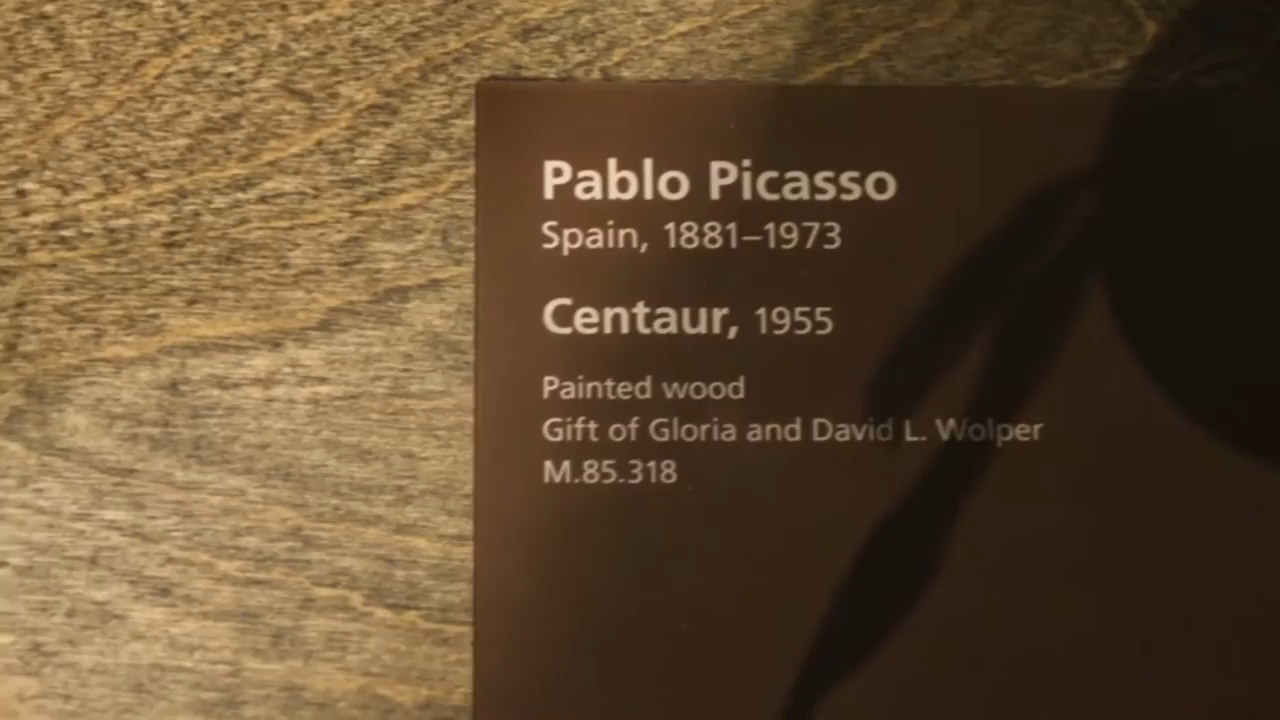 Pablo Picasso
Spain, 1881–1973
Centaur, 1955
Painted wood
Gift of Gloria and David L. Wolper
M.85.318